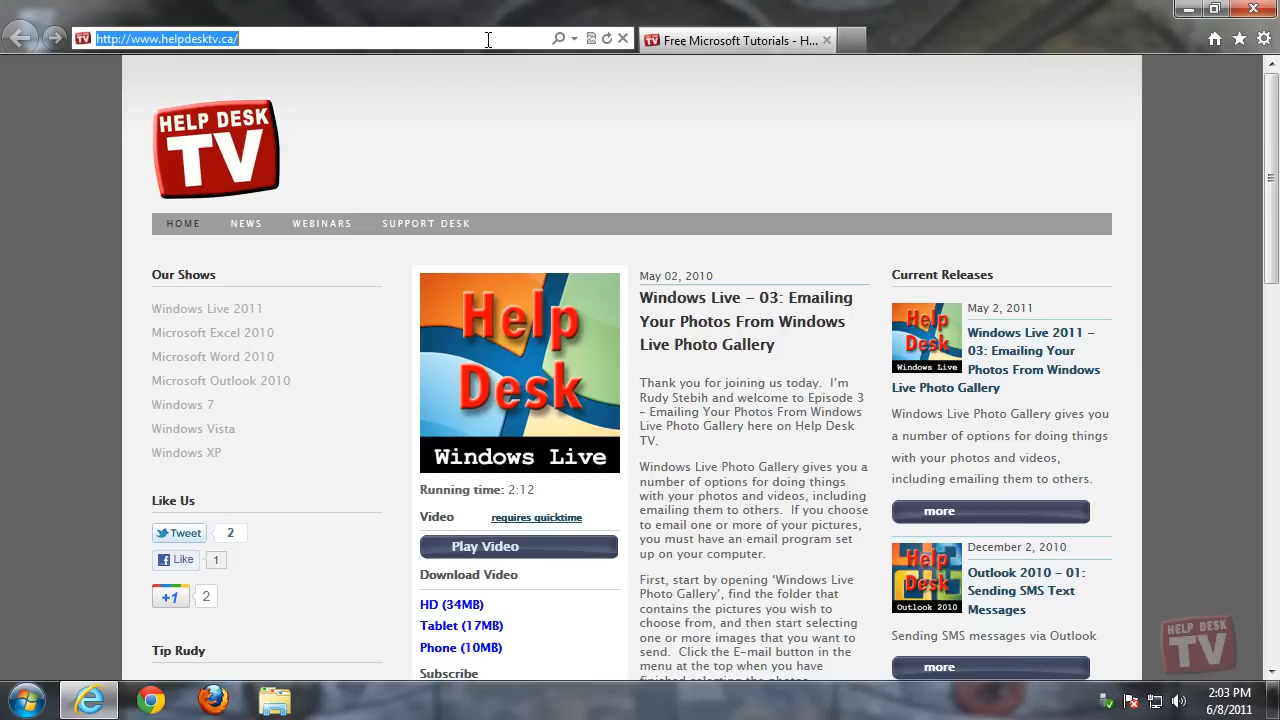 http://www.helpdesktv.ca/
Free Microsoft Tutorials - H...
HELP DESK
TV
HOME NEWS WEBINARS SUPPORT DESK
Our Shows
Windows Live 2011
Microsoft Excel 2010
Microsoft Word 2010
Microsoft Outlook 2010
Windows 7
Windows Vista
Windows XP
Like Us
Tweet 2
Like 1
+1 2
Tip Rudy
Help
Desk
Windows Live
Running time: 2:12
Video requires quicktime
Play Video
Download Video
HD (34MB)
Tablet (17MB)
Phone (10MB)
Subscribe
May 02, 2010
Windows Live – 03: Emailing
Your Photos From Windows
Live Photo Gallery
Thank you for joining us today. I'm
Rudy Stebih and welcome to Episode 3
– Emailing Your Photos From Windows
Live Photo Gallery here on Help Desk
TV.
Windows Live Photo Gallery gives you a
number of options for doing things
with your photos and videos, including
emailing them to others. If you choose
to email one or more of your pictures,
you must have an email program set
up on your computer.
First, start by opening 'Windows Live
Photo Gallery', find the folder that
contains the pictures you wish to
choose from, and then start selecting
one or more images that you want to
send. Click the E-mail button in the
menu at the top when you have
finished selecting the photos.
Current Releases
Help
Desk
Windows Live
May 2, 2011
Windows Live 2011 –
03: Emailing Your
Photos From Windows
Live Photo Gallery
Windows Live Photo Gallery gives you
a number of options for doing things
with your photos and videos,
including emailing them to others.
more
Help
Desk
Outlook 2010
December 2, 2010
Outlook 2010 – 01:
Sending SMS Text
Messages
Sending SMS messages via Outlook
more
HELP DESK
TV
2:03 PM
6/8/2011